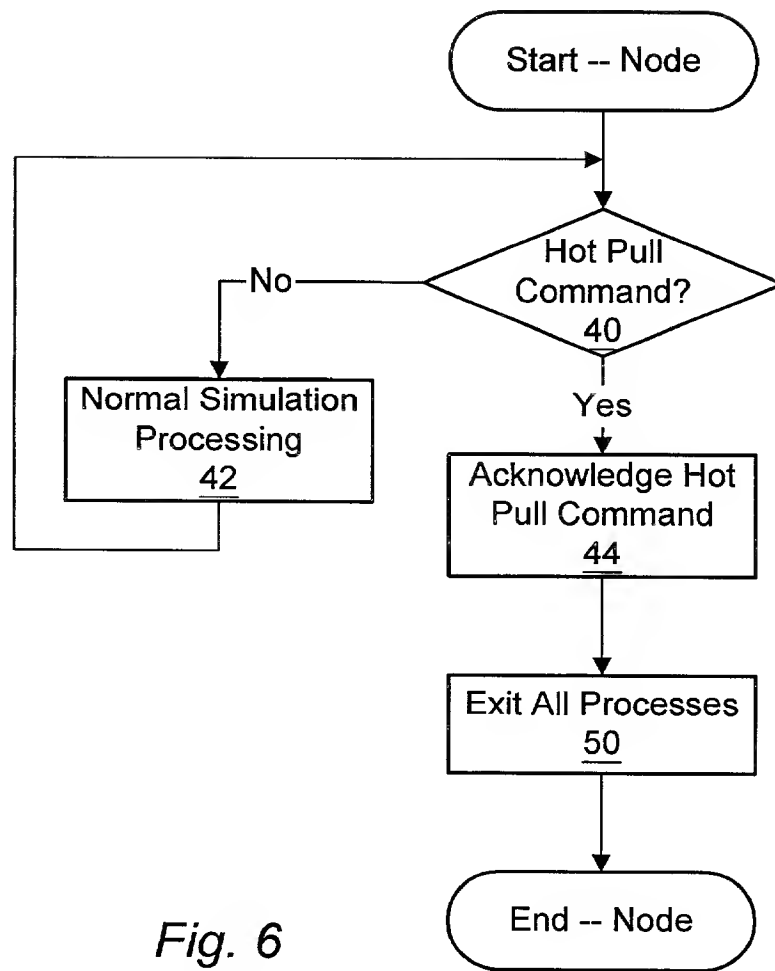 Start -- Node
Hot Pull
Command?
40
No
Yes
Normal Simulation
Processing
42
Acknowledge Hot
Pull Command
44
Exit All Processes
50
End -- Node
Fig. 6